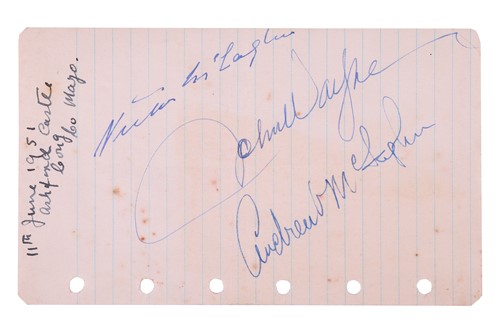 Victor McLaglen
John Wayne
Andrew V McLaglen
11th June 1951
Ashford Castle
Cong
Co Mayo.